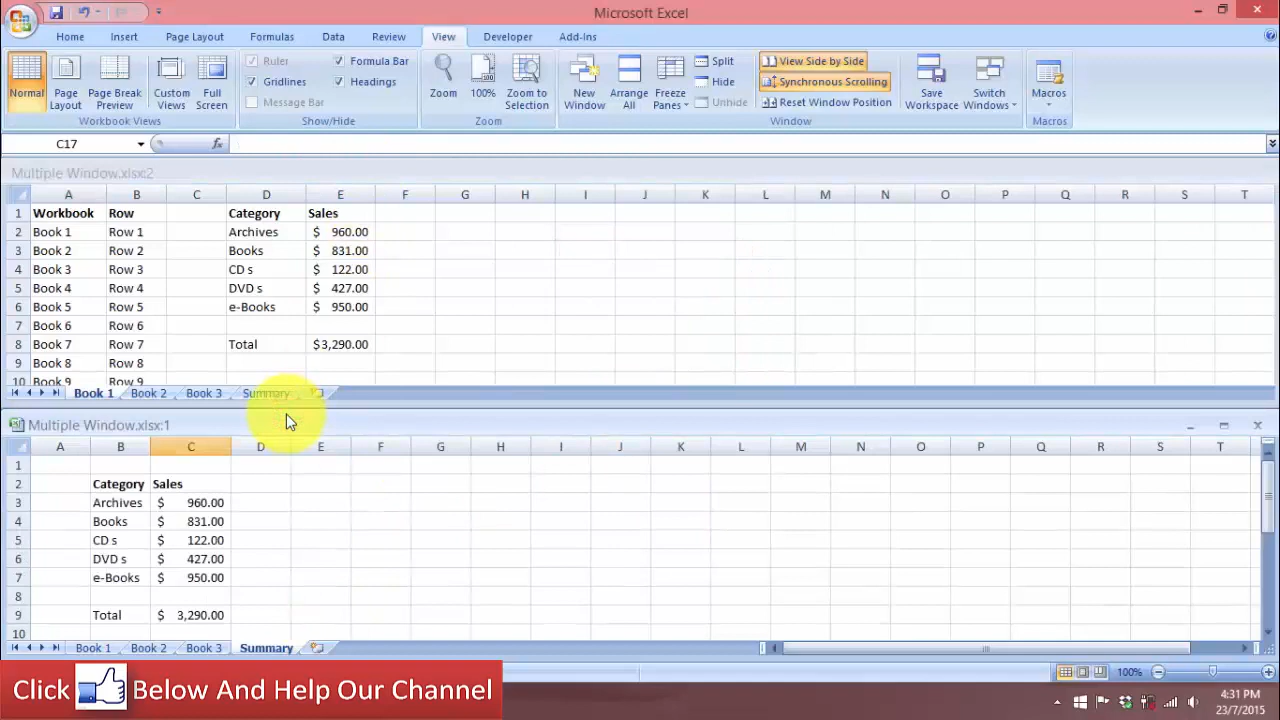 Microsoft Excel
Home Insert Page Layout Formulas Data Review View Developer Add-Ins
Normal Page Layout Page Break Preview Custom Views Full Screen
Workbook Views
Ruler Formula Bar
Gridlines Headings
Message Bar
Show/Hide
Zoom 100% Zoom to Selection
Zoom
New Window Arrange All Freeze Panes
Split
Hide
Unhide
View Side by Side
Synchronous Scrolling
Reset Window Position
Window
Save Workspace Switch Windows
Macros
Macros
C17 fx
Multiple Window.xlsx:2
A B C D E F G H I J K L M N O P Q R S T
1 Workbook Row Category Sales
2 Book 1 Row 1 Archives $ 960.00
3 Book 2 Row 2 Books $ 831.00
4 Book 3 Row 3 CD s $ 122.00
5 Book 4 Row 4 DVD s $ 427.00
6 Book 5 Row 5 e-Books $ 950.00
7 Book 6 Row 6
8 Book 7 Row 7 Total $3,290.00
9 Book 8 Row 8
10 Book 9 Row 9
Book 1 Book 2 Book 3 Summary
Multiple Window.xlsx:1
A B C D E F G H I J K L M N O P Q R S T
1
2 Category Sales
3 Archives $ 960.00
4 Books $ 831.00
5 CD s $ 122.00
6 DVD s $ 427.00
7 e-Books $ 950.00
8
9 Total $ 3,290.00
10
Book 1 Book 2 Book 3 Summary
100%
Click Below And Help Our Channel
4:31 PM
23/7/2015